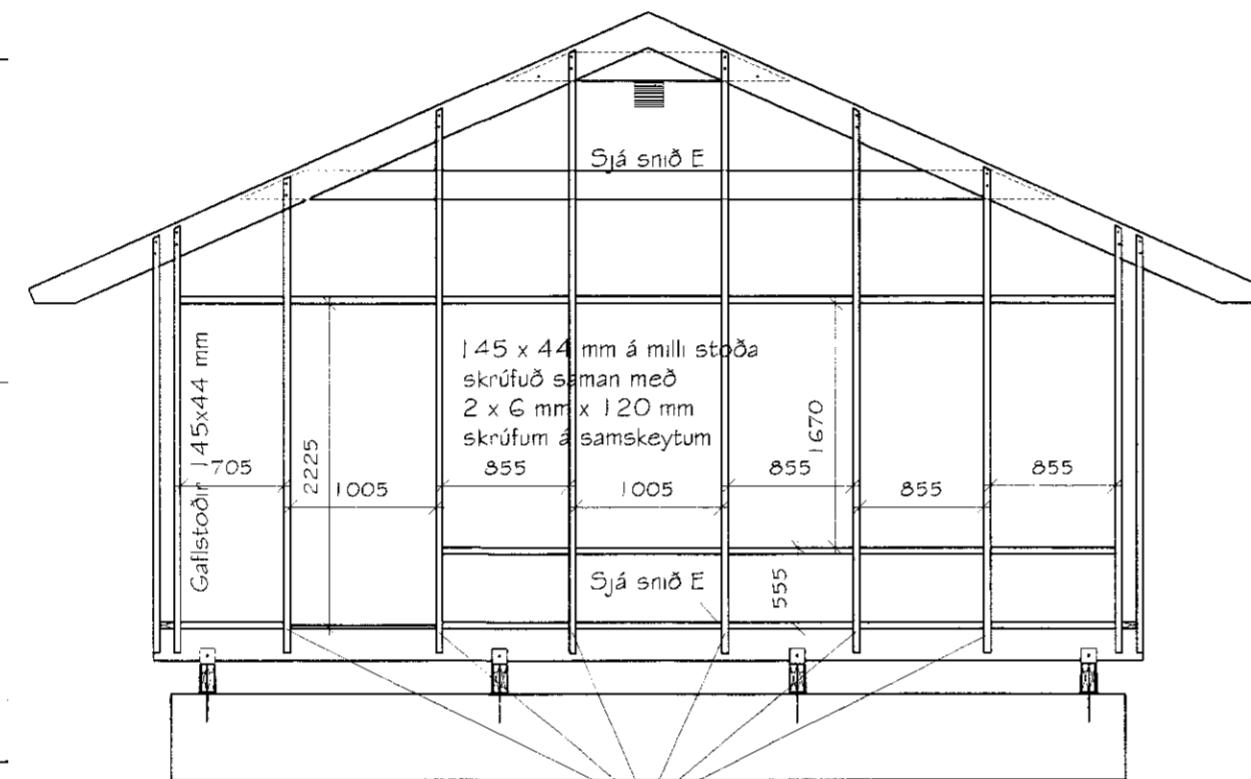 Sjá snið E
145 x 44 mm á milli stoða
skrúfuð saman með
2 x 6 mm x 120 mm
skrúfum á samskeytum
Gaflstoðir 145x44 mm
705
2225
1005
855
1005
1670
855
855
855
Sjá snið E
555